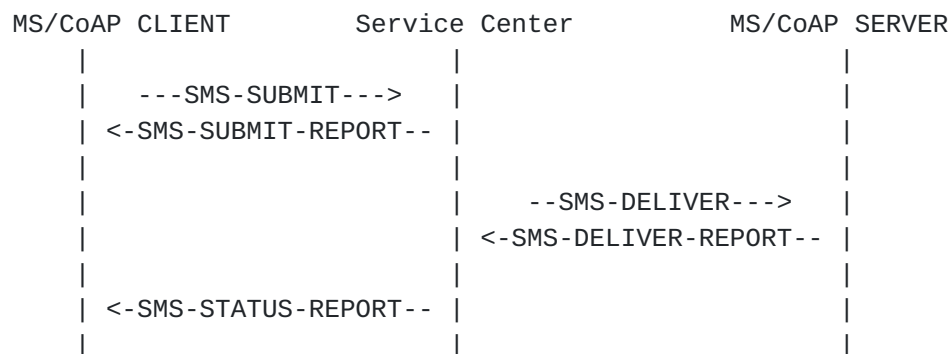 MS/CoAP CLIENT        Service Center          MS/CoAP SERVER
    |                       |                        |
    |   ---SMS-SUBMIT--->   |                        |
    | <-SMS-SUBMIT-REPORT-- |                        |
    |                       |                        |
    |                       |    --SMS-DELIVER--->   |
    |                       | <-SMS-DELIVER-REPORT-- |
    |                       |                        |
    | <-SMS-STATUS-REPORT-- |                        |
    |                       |                        |